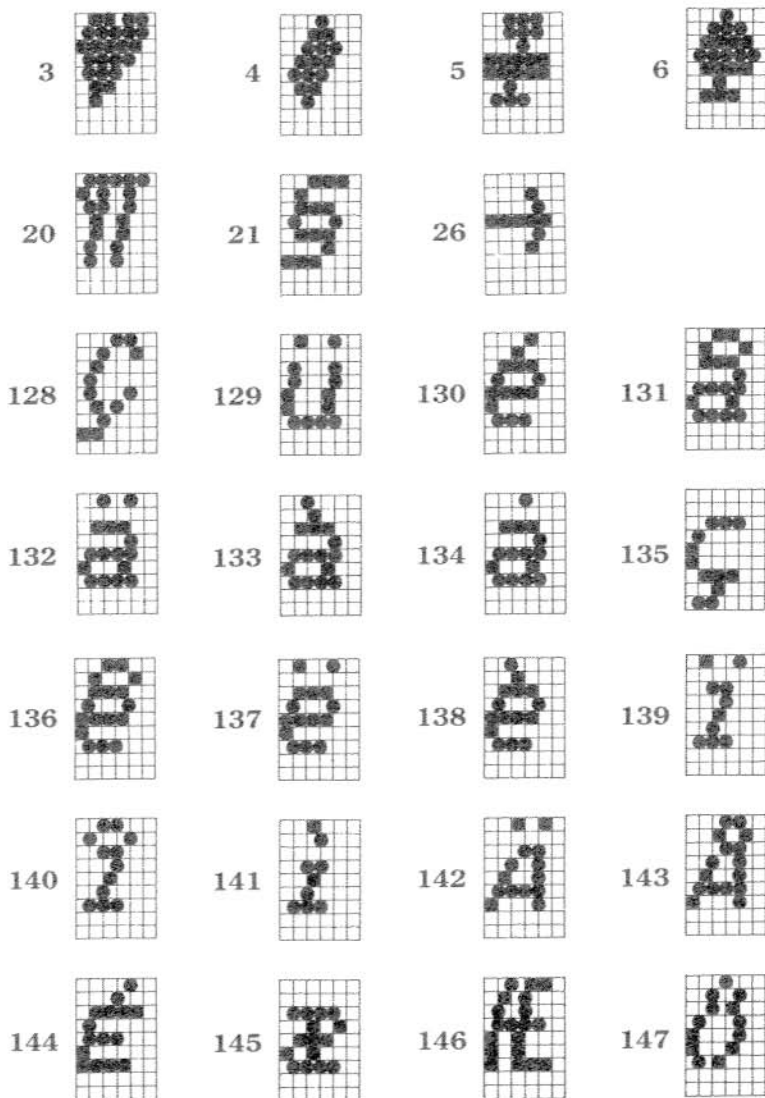 3 ♥ 4 ♦ 5 ♣ 6 ♠
20 ¶ 21 § 26 →
128 Ç 129 ü 130 é 131 â
132 ä 133 à 134 å 135 ç
136 ê 137 ë 138 è 139 ï
140 î 141 ì 142 Ä 143 Å
144 É 145 æ 146 Æ 147 ô